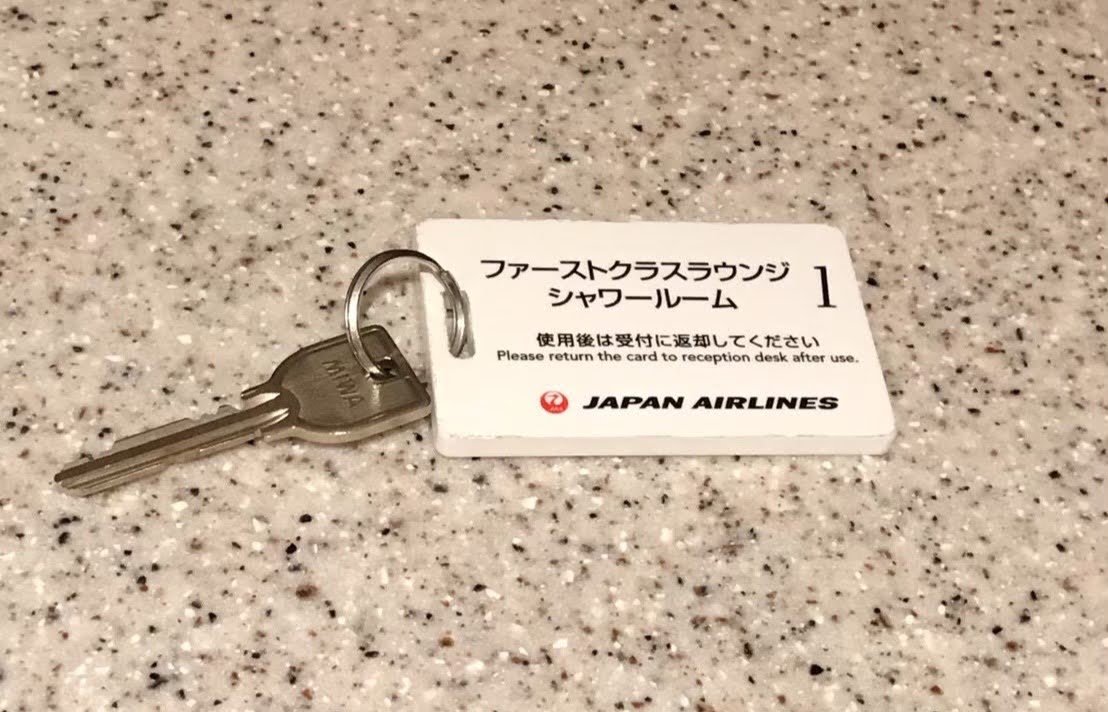 ファーストクラスラウンジ
シャワールーム
1
使用後は受付に返却してください
Please return the card to reception desk after use.
JAPAN AIRLINES
MIWA